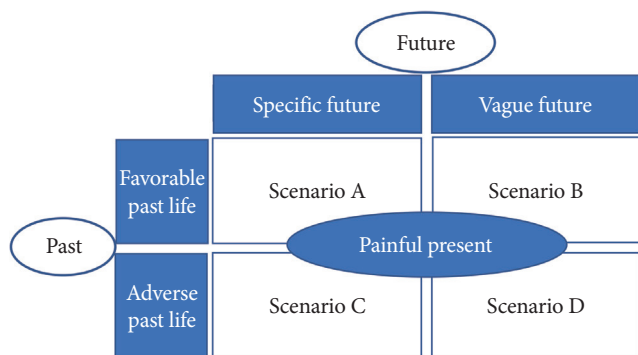 Future
Specific future
Vague future
Favorable
past life
Scenario A
Scenario B
Past
Painful present
Adverse
past life
Scenario C
Scenario D